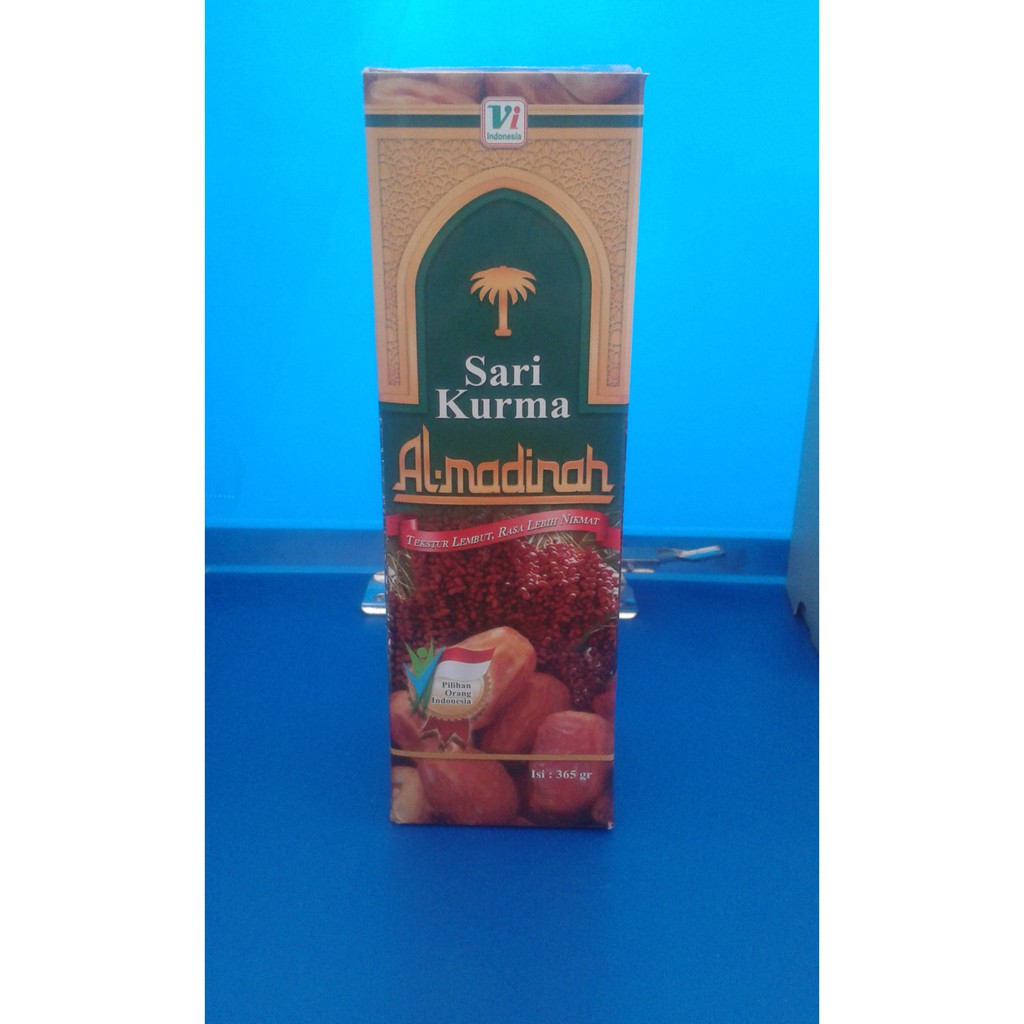 Vi
Indonesia
Sari
Kurma
Al-madinah
Tekstur Lembut, Rasa Lebih Nikmat
Pilihan
Orang
Indonesia
Isi : 365 gr